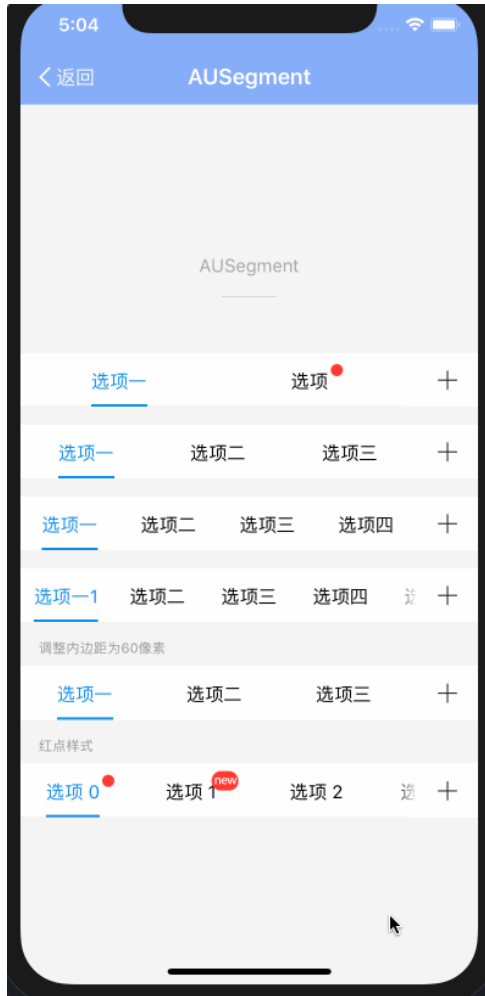 5:04
返回 AUSegment
AUSegment
选项一 选项
选项一 选项二 选项三
选项一 选项二 选项三 选项四
选项一1 选项二 选项三 选项四 选
调整内边距为60像素
选项一 选项二 选项三
红点样式
选项 0 选项 1 new 选项 2 选